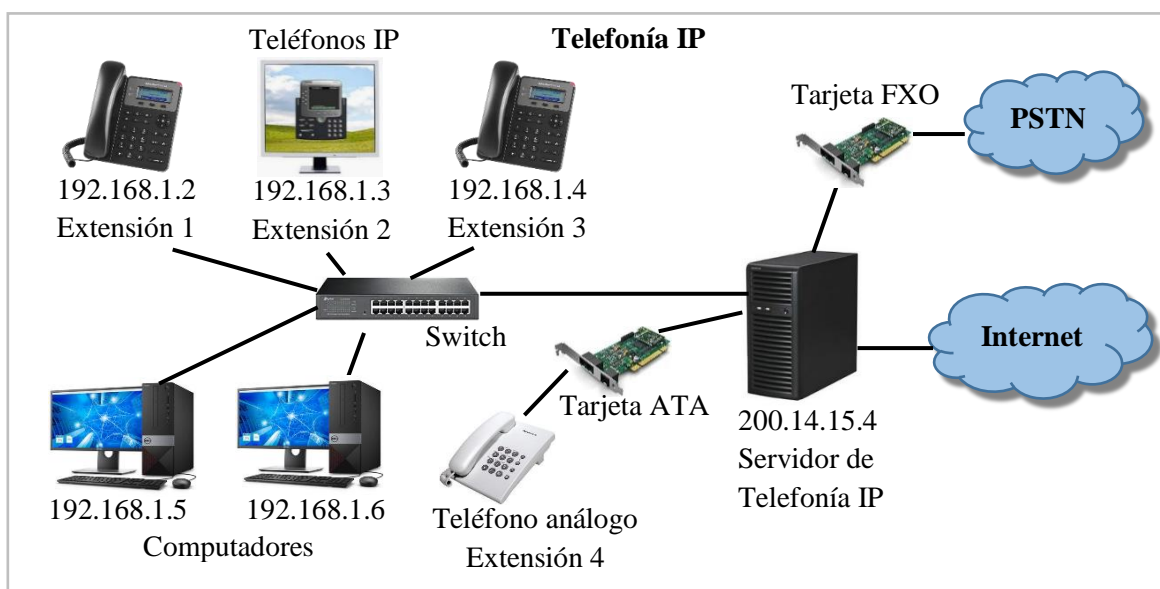 Telefonía IP
Teléfonos IP
192.168.1.2
Extensión 1
192.168.1.3
Extensión 2
192.168.1.4
Extensión 3
Tarjeta FXO
PSTN
Switch
Internet
Tarjeta ATA
192.168.1.5
192.168.1.6
Computadores
Teléfono análogo
Extensión 4
200.14.15.4
Servidor de
Telefonía IP